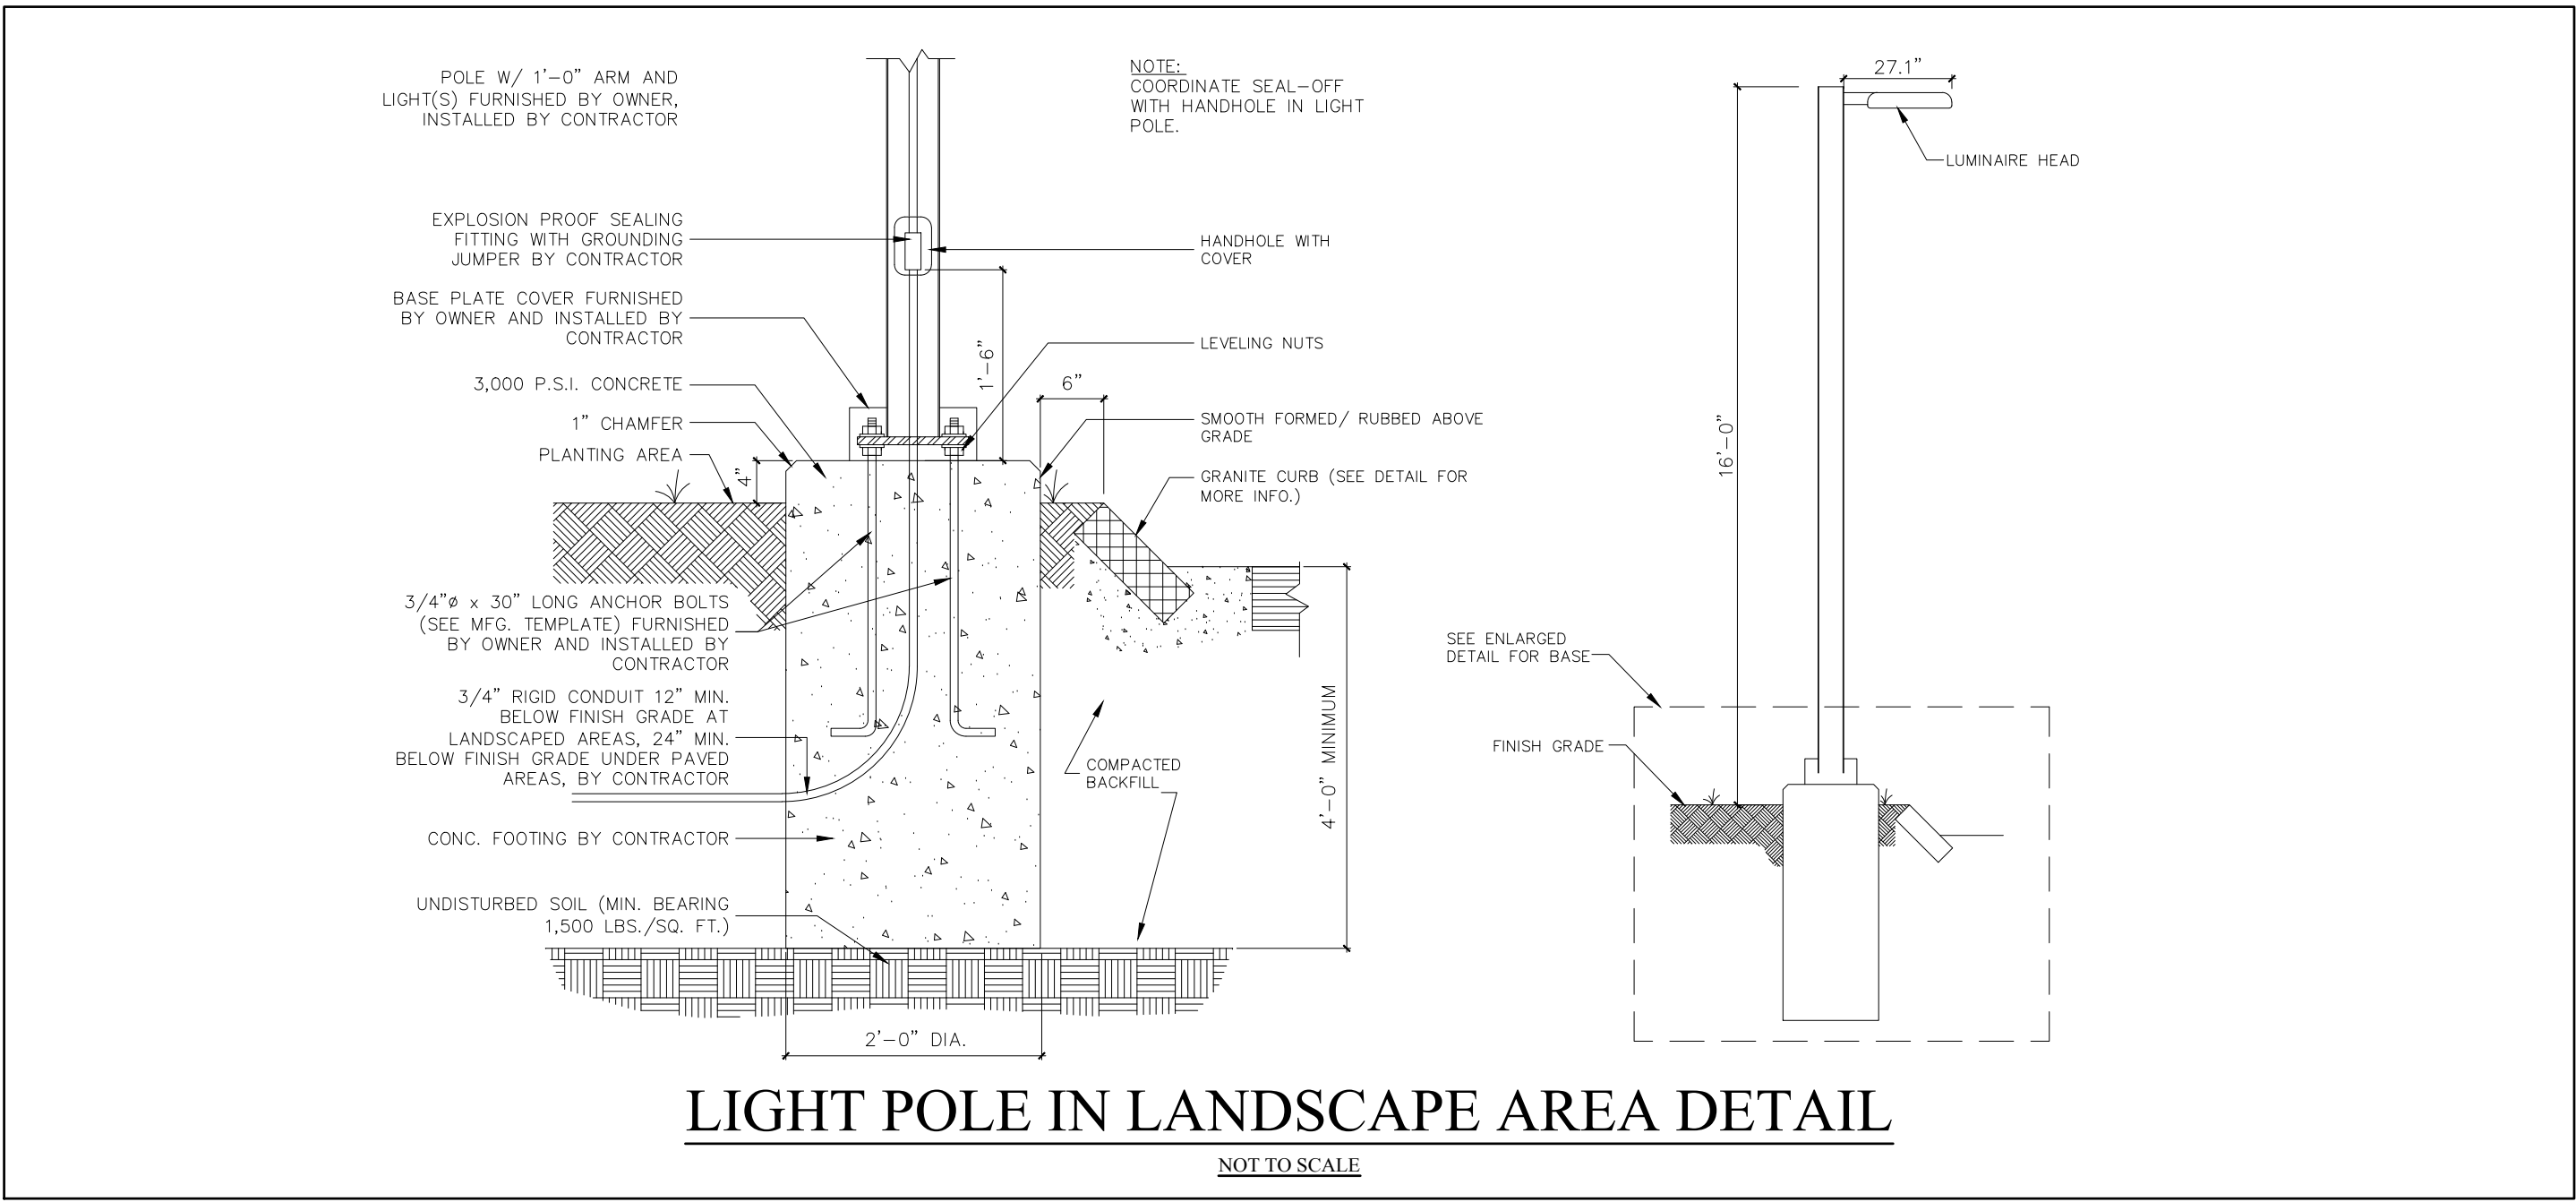 POLE W/ 1'-0" ARM AND
LIGHT(S) FURNISHED BY OWNER,
INSTALLED BY CONTRACTOR
NOTE:
COORDINATE SEAL-OFF
WITH HANDHOLE IN LIGHT
POLE.
EXPLOSION PROOF SEALING
FITTING WITH GROUNDING
JUMPER BY CONTRACTOR
HANDHOLE WITH
COVER
BASE PLATE COVER FURNISHED
BY OWNER AND INSTALLED BY
CONTRACTOR
1'-6"
LEVELING NUTS
3,000 P.S.I. CONCRETE
6"
1" CHAMFER
SMOOTH FORMED/ RUBBED ABOVE
GRADE
PLANTING AREA
4"
GRANITE CURB (SEE DETAIL FOR
MORE INFO.)
3/4"ø x 30" LONG ANCHOR BOLTS
(SEE MFG. TEMPLATE) FURNISHED
BY OWNER AND INSTALLED BY
CONTRACTOR
3/4" RIGID CONDUIT 12" MIN.
BELOW FINISH GRADE AT
LANDSCAPED AREAS, 24" MIN.
BELOW FINISH GRADE UNDER PAVED
AREAS, BY CONTRACTOR
COMPACTED
BACKFILL
4'-0" MINIMUM
CONC. FOOTING BY CONTRACTOR
UNDISTURBED SOIL (MIN. BEARING
1,500 LBS./SQ. FT.)
2'-0" DIA.
27.1"
LUMINAIRE HEAD
16'-0"
SEE ENLARGED
DETAIL FOR BASE
FINISH GRADE
LIGHT POLE IN LANDSCAPE AREA DETAIL
NOT TO SCALE